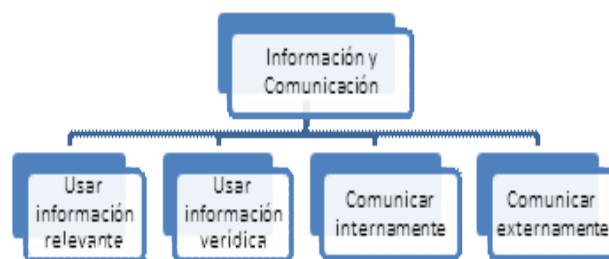 Información y
Comunicación
Usar
información
relevante
Usar
información
verídica
Comunicar
internamente
Comunicar
externamente